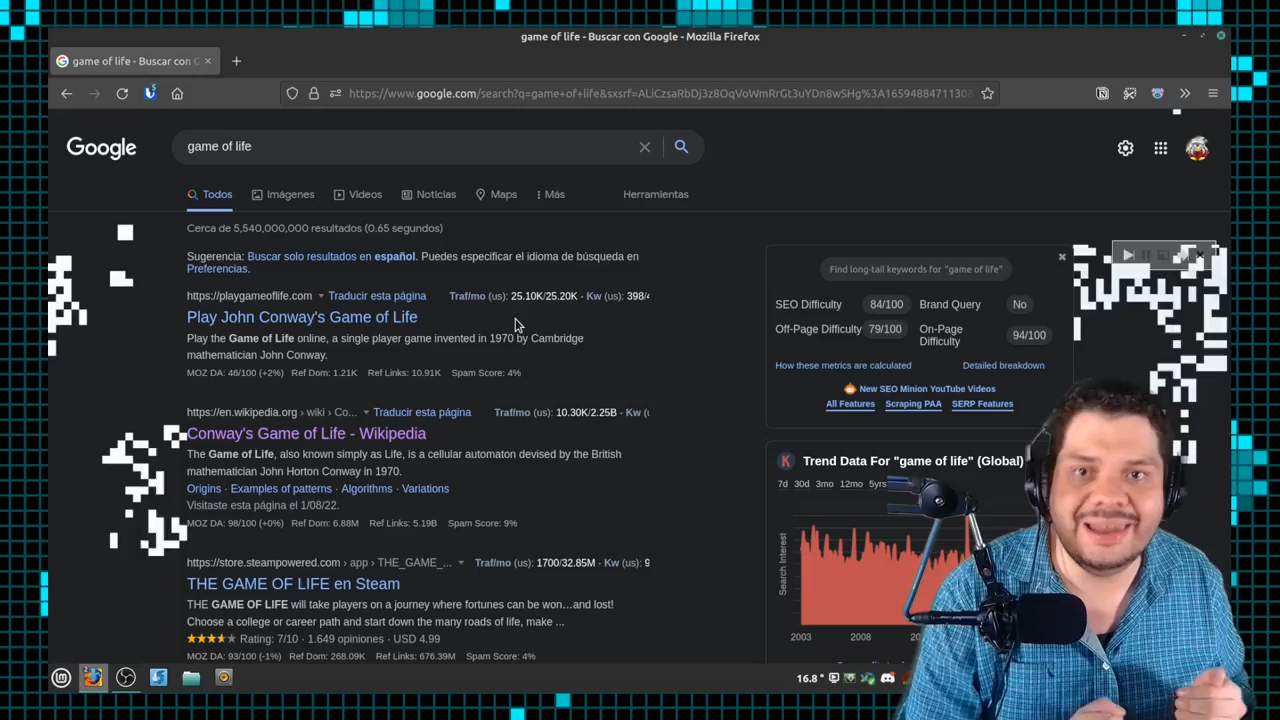 game of life - Buscar con Google - Mozilla Firefox
game of life - Buscar con G
https://www.google.com/search?q=game+of+life&sxsrf=ALiCzsaRbDj3z8OqVoWmRrGt3uYDn8wSHg%3A1659488471130
Google
game of life
Todos Imágenes Videos Noticias Maps Más Herramientas
Cerca de 5,540,000,000 resultados (0.65 segundos)
Sugerencia: Buscar solo resultados en español. Puedes especificar el idioma de búsqueda en
Preferencias.
https://playgameoflife.com Traducir esta página Traf/mo (us): 25.10K/25.20K - Kw (us): 398/
Play John Conway's Game of Life
Play the Game of Life online, a single player game invented in 1970 by Cambridge
mathematician John Conway.
MOZ DA: 46/100 (+2%) Ref Dom: 1.21K Ref Links: 10.91K Spam Score: 4%
https://en.wikipedia.org › wiki › Co... Traducir esta página Traf/mo (us): 10.30K/2.25B - Kw (u
Conway's Game of Life - Wikipedia
The Game of Life, also known simply as Life, is a cellular automaton devised by the British
mathematician John Horton Conway in 1970.
Origins · Examples of patterns · Algorithms · Variations
Visitaste esta página el 1/08/22.
MOZ DA: 98/100 (+0%) Ref Dom: 6.88M Ref Links: 5.19B Spam Score: 9%
https://store.steampowered.com › app › THE_GAME_... Traf/mo (us): 1700/32.85M - Kw (us): 9
THE GAME OF LIFE en Steam
THE GAME OF LIFE will take players on a journey where fortunes can be won…and lost!
Choose a college or career path and start down the many roads of life, make ...
Rating: 7/10 · 1.649 opiniones · USD 4.99
MOZ DA: 93/100 (-1%) Ref Dom: 268.09K Ref Links: 676.39M Spam Score: 4%
Find long-tail keywords for "game of life"
SEO Difficulty 84/100 Brand Query No
Off-Page Difficulty 79/100 On-Page Difficulty 94/100
How these metrics are calculated Detailed breakdown
New SEO Minion YouTube Videos
All Features Scraping PAA SERP Features
K Trend Data For "game of life" (Global)
7d 30d 3mo 12mo 5yrs
Search Interest
2003 2008
16.8 °